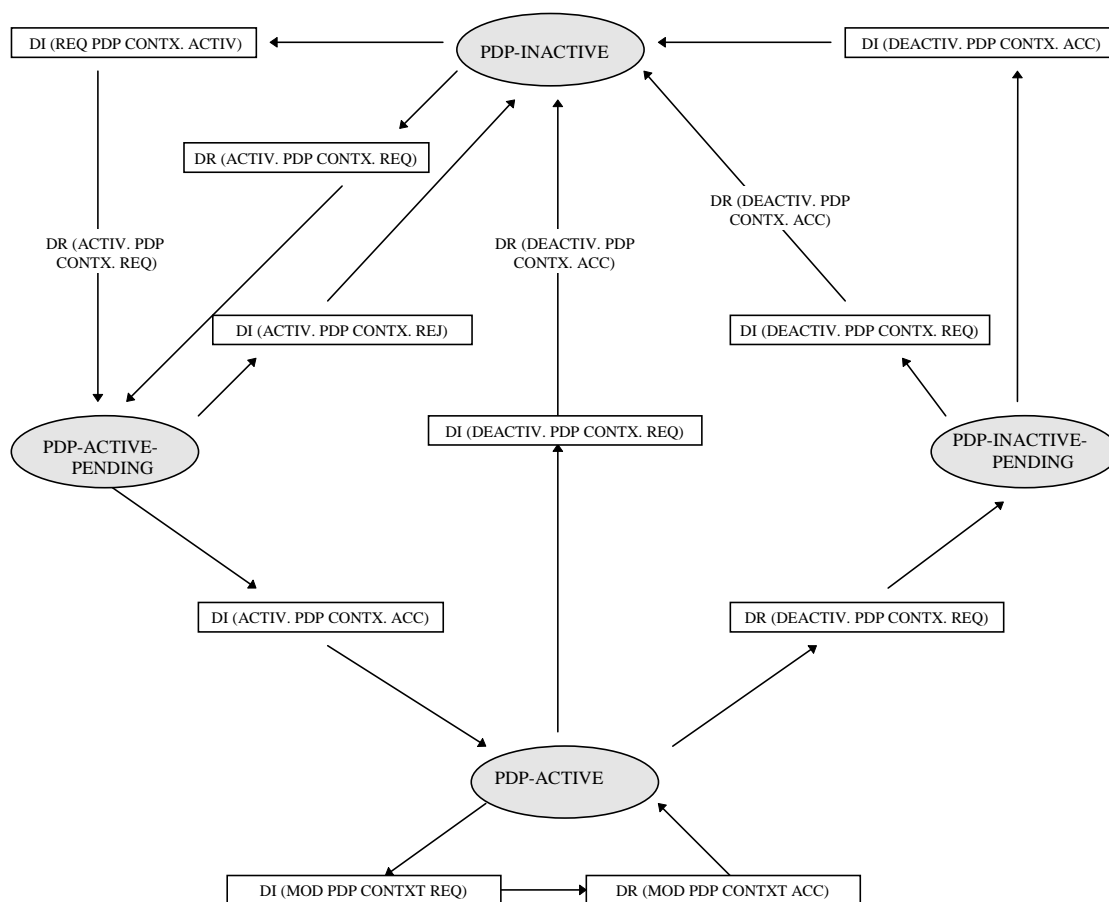 DI (REQ PDP CONTX. ACTIV)
PDP-INACTIVE
DI (DEACTIV. PDP CONTX. ACC)
DR (ACTIV. PDP CONTX. REQ)
DR (DEACTIV. PDP
CONTX. ACC)
DR (ACTIV. PDP
CONTX. REQ)
DR (DEACTIV. PDP
CONTX. ACC)
DI (ACTIV. PDP CONTX. REJ)
DI (DEACTIV. PDP CONTX. REQ)
DI (DEACTIV. PDP CONTX. REQ)
PDP-ACTIVE-
PENDING
PDP-INACTIVE-
PENDING
DI (ACTIV. PDP CONTX. ACC)
DR (DEACTIV. PDP CONTX. REQ)
PDP-ACTIVE
DI (MOD PDP CONTXT REQ)
DR (MOD PDP CONTXT ACC)